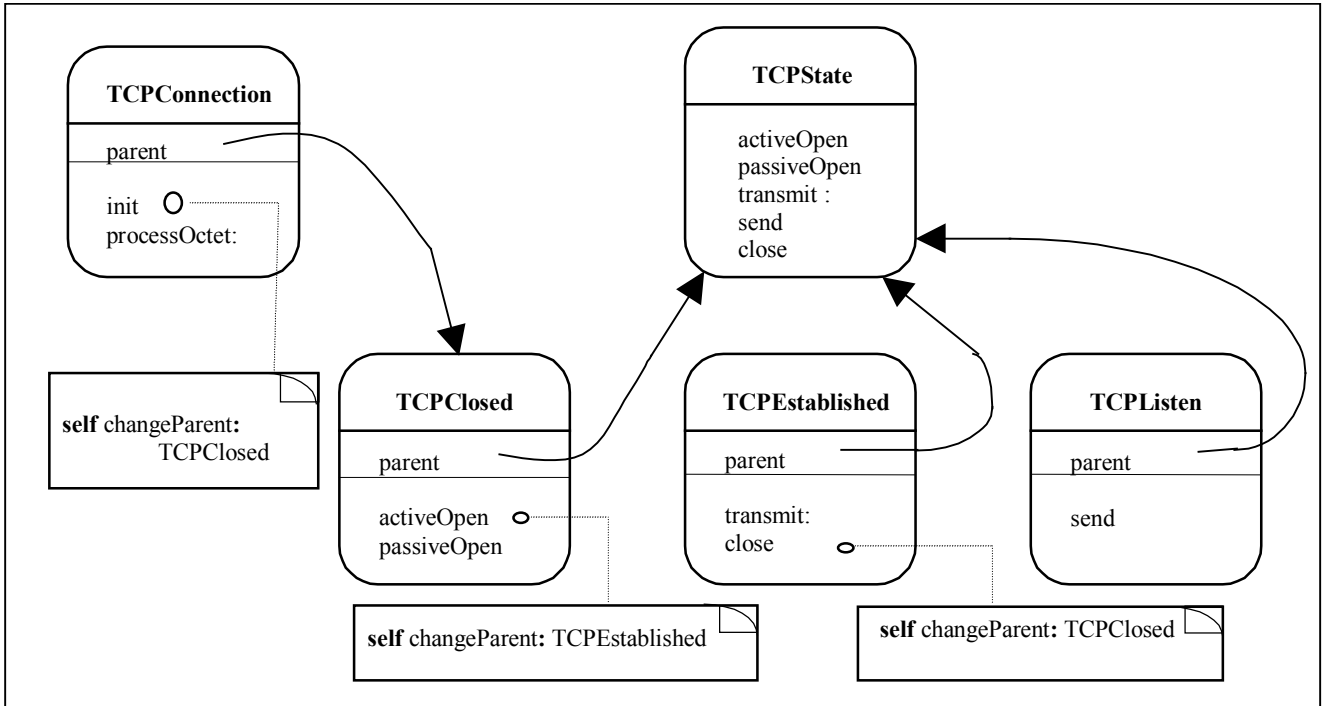 TCPConnection
parent
init
processOctet:
self changeParent:
TCPClosed
TCPState
activeOpen
passiveOpen
transmit :
send
close
TCPClosed
parent
activeOpen
passiveOpen
self changeParent: TCPEstablished
TCPEstablished
parent
transmit:
close
self changeParent: TCPClosed
TCPListen
parent
send